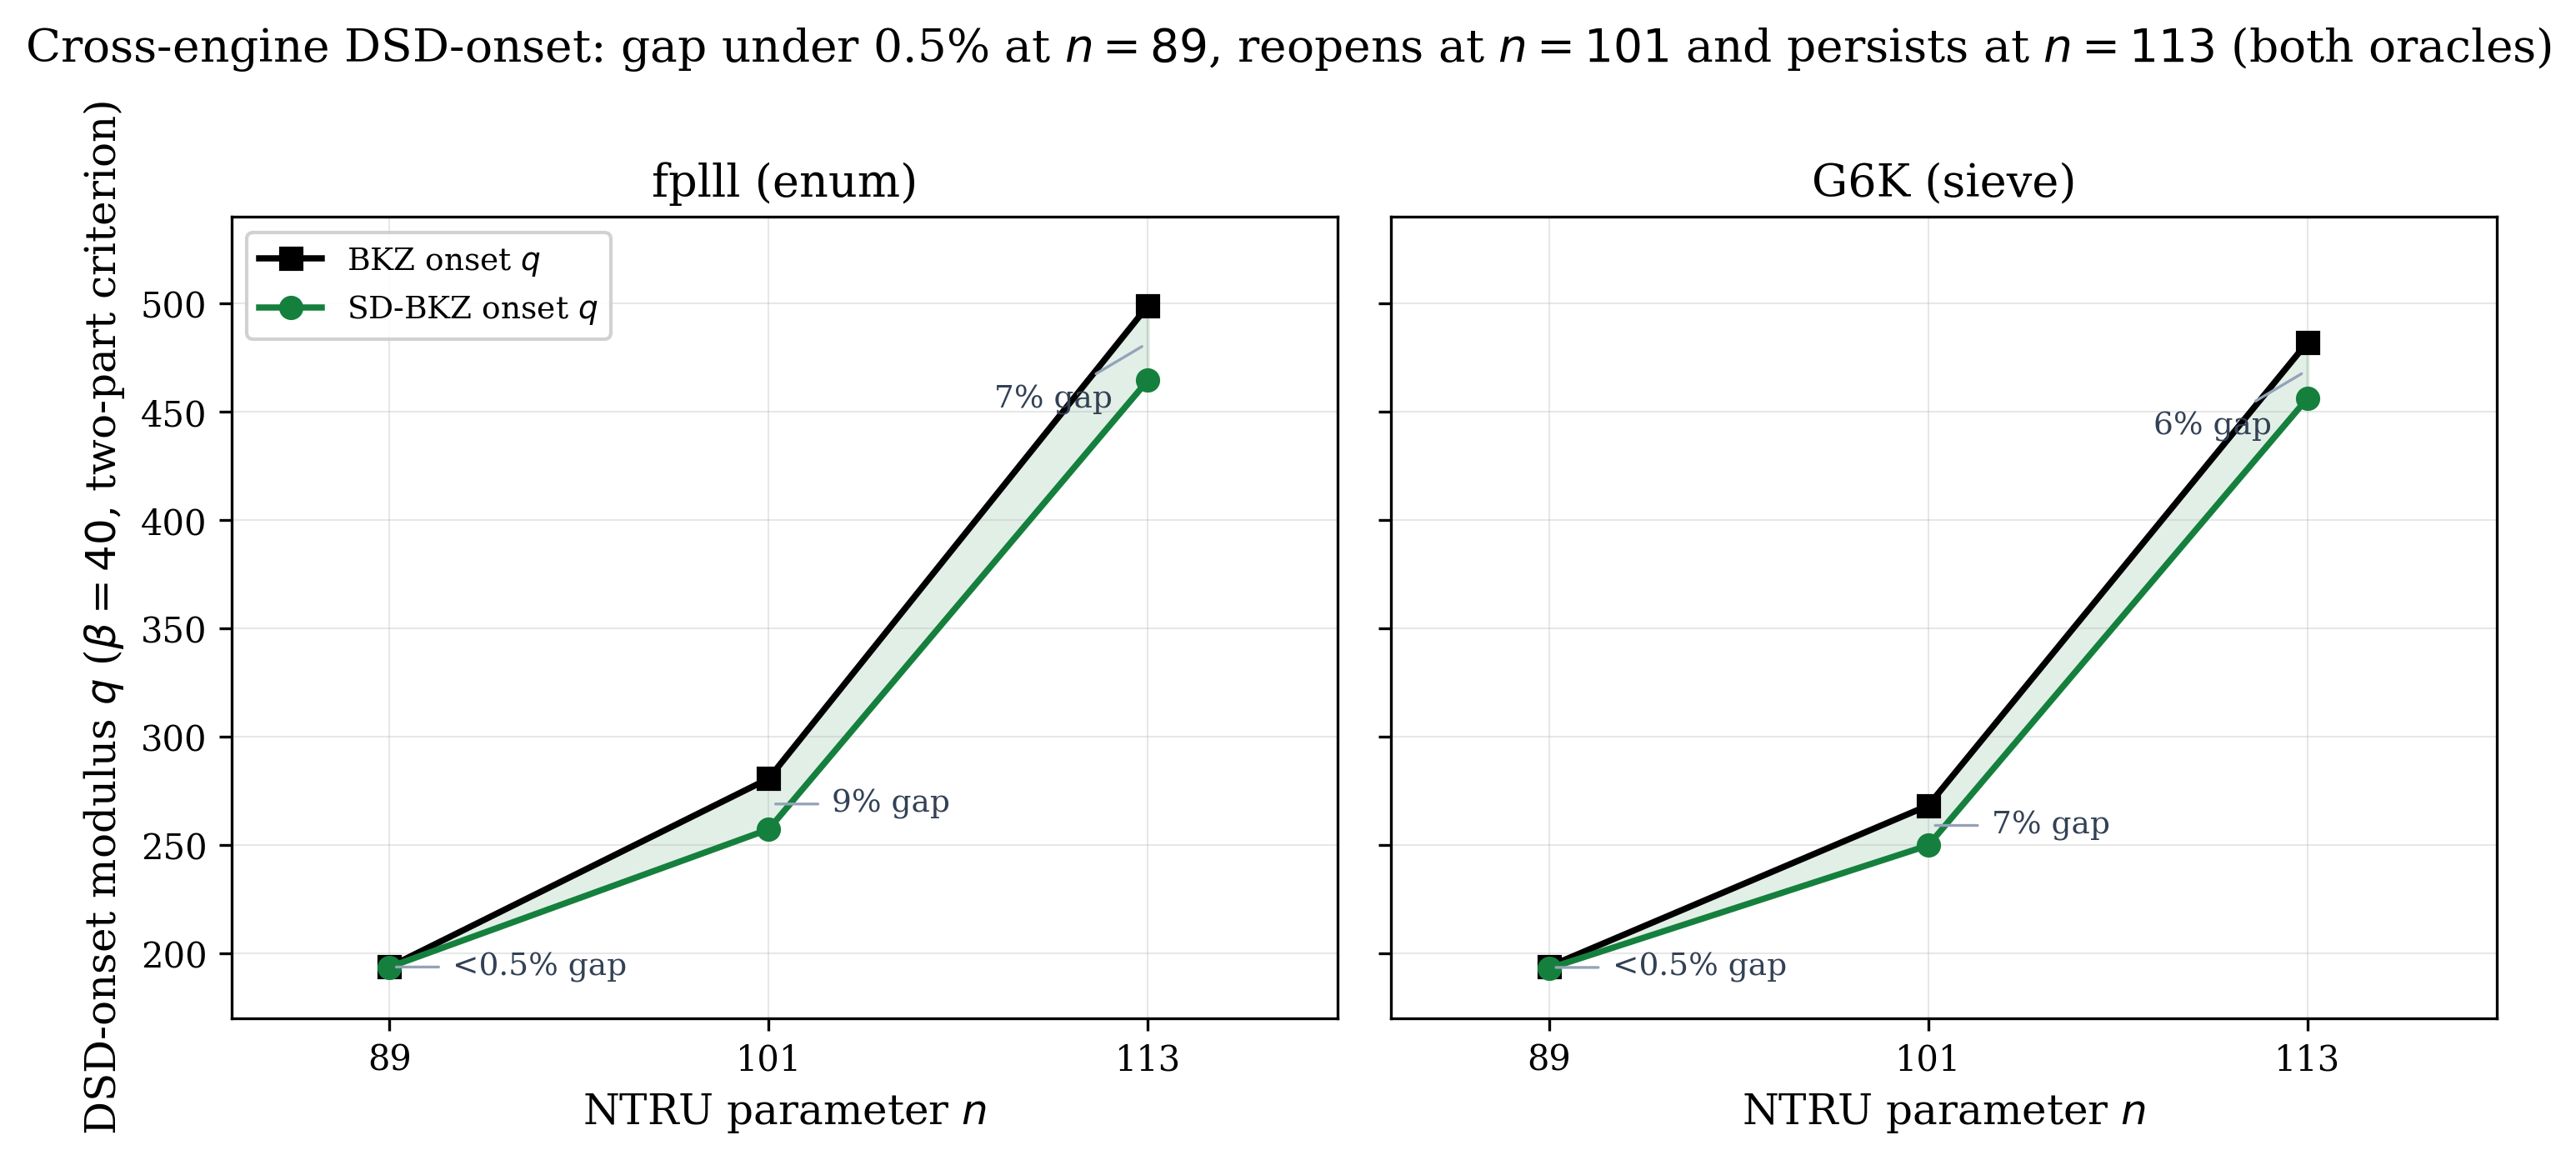 Cross-engine DSD-onset: gap under 0.5% at n = 89, reopens at n = 101 and persists at n = 113 (both oracles)
DSD-onset modulus q (β = 40, two-part criterion)
fplll (enum)
BKZ onset q
SD-BKZ onset q
500
450
400
350
300
250
200
7% gap
9% gap
<0.5% gap
89
101
113
NTRU parameter n
G6K (sieve)
6% gap
7% gap
<0.5% gap
89
101
113
NTRU parameter n